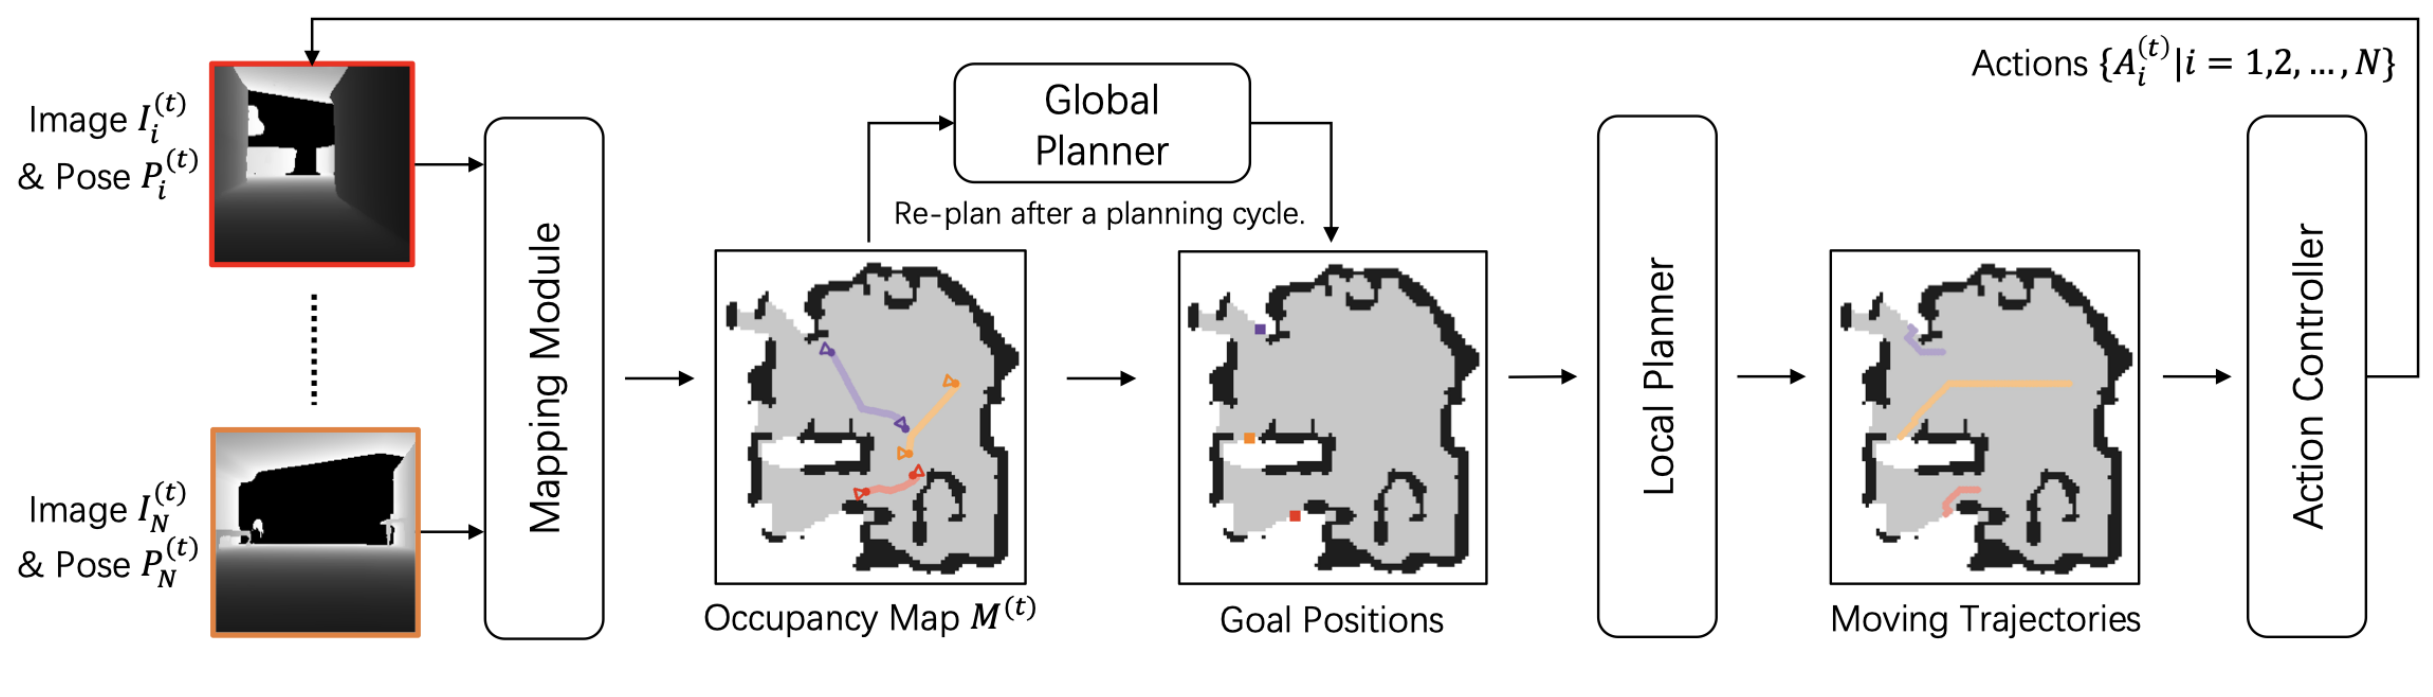 Actions {A_i^(t)|i = 1,2, ..., N}
Image I_i^(t)
& Pose P_i^(t)
Global
Planner
Re-plan after a planning cycle.
Mapping Module
Local Planner
Action Controller
Image I_N^(t)
& Pose P_N^(t)
Occupancy Map M^(t)
Goal Positions
Moving Trajectories